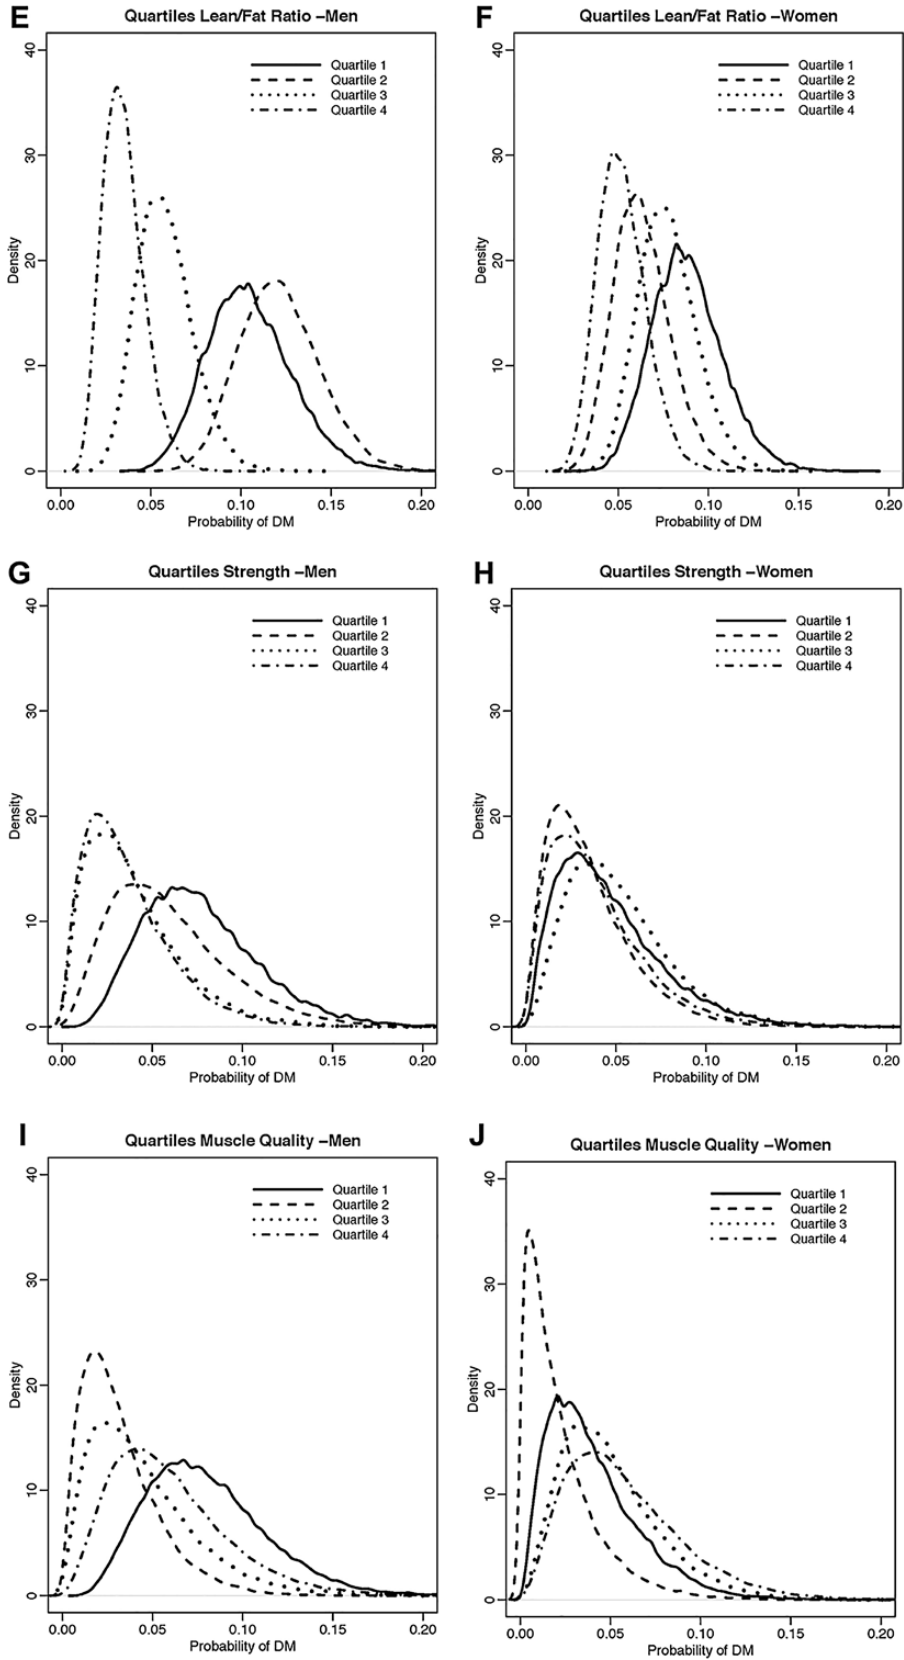 E
Quartiles Lean/Fat Ratio –Men
Quartile 1
Quartile 2
Quartile 3
Quartile 4
Density
0
10
20
30
40
0.00 0.05 0.10 0.15 0.20
Probability of DM
F
Quartiles Lean/Fat Ratio –Women
Quartile 1
Quartile 2
Quartile 3
Quartile 4
Density
0
10
20
30
40
0.00 0.05 0.10 0.15 0.20
Probability of DM
G
Quartiles Strength –Men
Quartile 1
Quartile 2
Quartile 3
Quartile 4
Density
0
10
20
30
40
0.00 0.05 0.10 0.15 0.20
Probability of DM
H
Quartiles Strength –Women
Quartile 1
Quartile 2
Quartile 3
Quartile 4
Density
0
10
20
30
40
0.00 0.05 0.10 0.15 0.20
Probability of DM
I
Quartiles Muscle Quality –Men
Quartile 1
Quartile 2
Quartile 3
Quartile 4
Density
0
10
20
30
40
0.00 0.05 0.10 0.15 0.20
Probability of DM
J
Quartiles Muscle Quality –Women
Quartile 1
Quartile 2
Quartile 3
Quartile 4
Density
0
10
20
30
40
0.00 0.05 0.10 0.15 0.20
Probability of DM